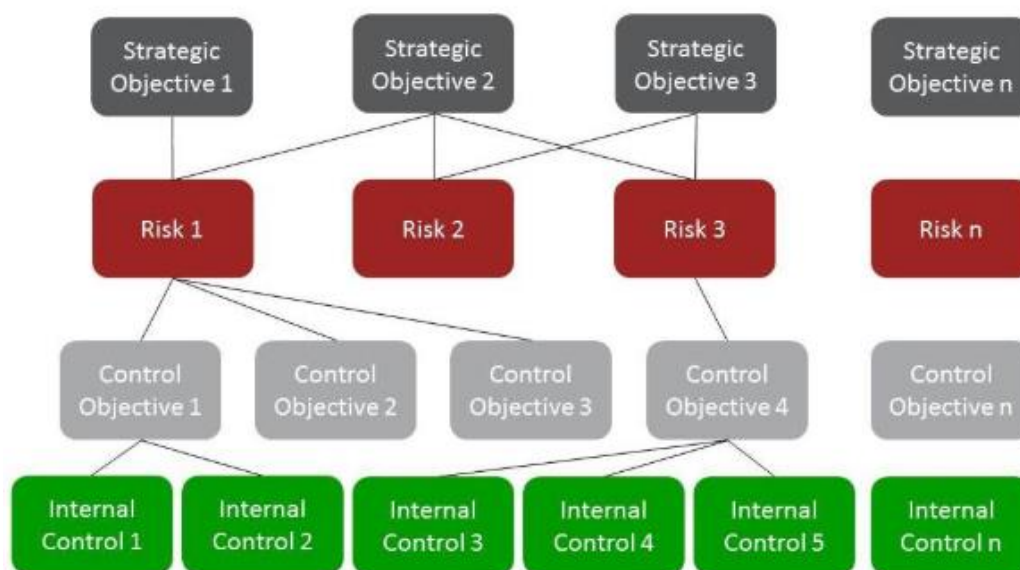 Strategic
Objective 1
Strategic
Objective 2
Strategic
Objective 3
Strategic
Objective n
Risk 1
Risk 2
Risk 3
Risk n
Control
Objective 1
Control
Objective 2
Control
Objective 3
Control
Objective 4
Control
Objective n
Internal
Control 1
Internal
Control 2
Internal
Control 3
Internal
Control 4
Internal
Control 5
Internal
Control n